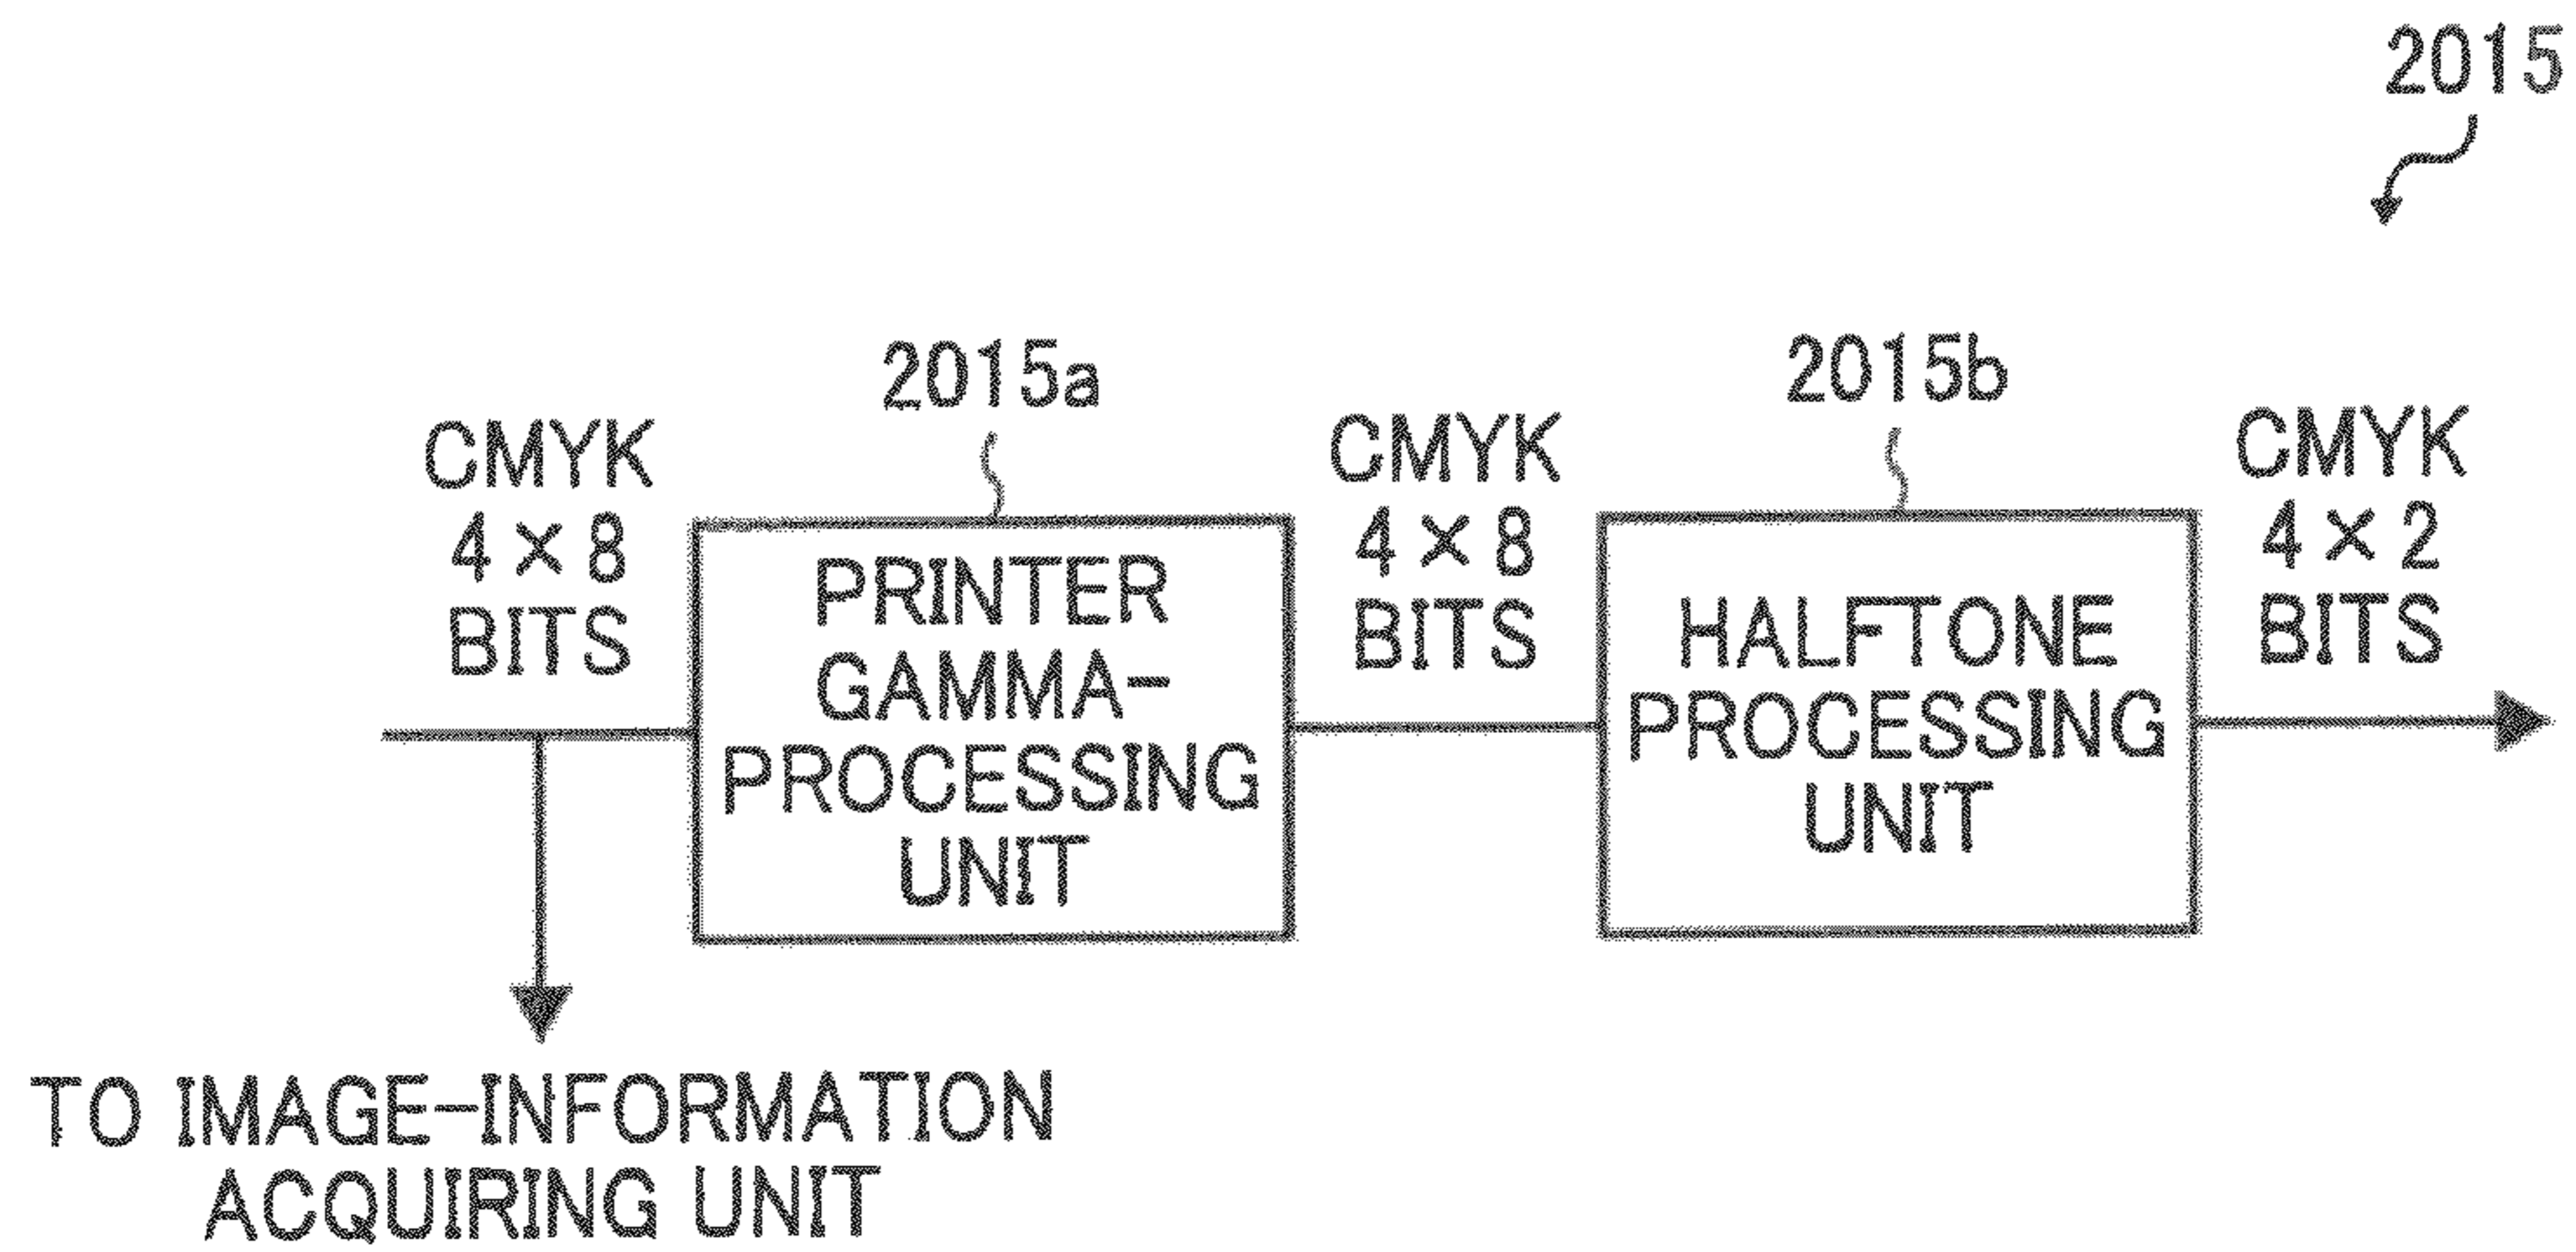 2015
2015a
2015b
CMYK
4 × 8
BITS
PRINTER
GAMMA-
PROCESSING
UNIT
CMYK
4 × 8
BITS
HALFTONE
PROCESSING
UNIT
CMYK
4 × 2
BITS
TO IMAGE-INFORMATION
ACQUIRING UNIT